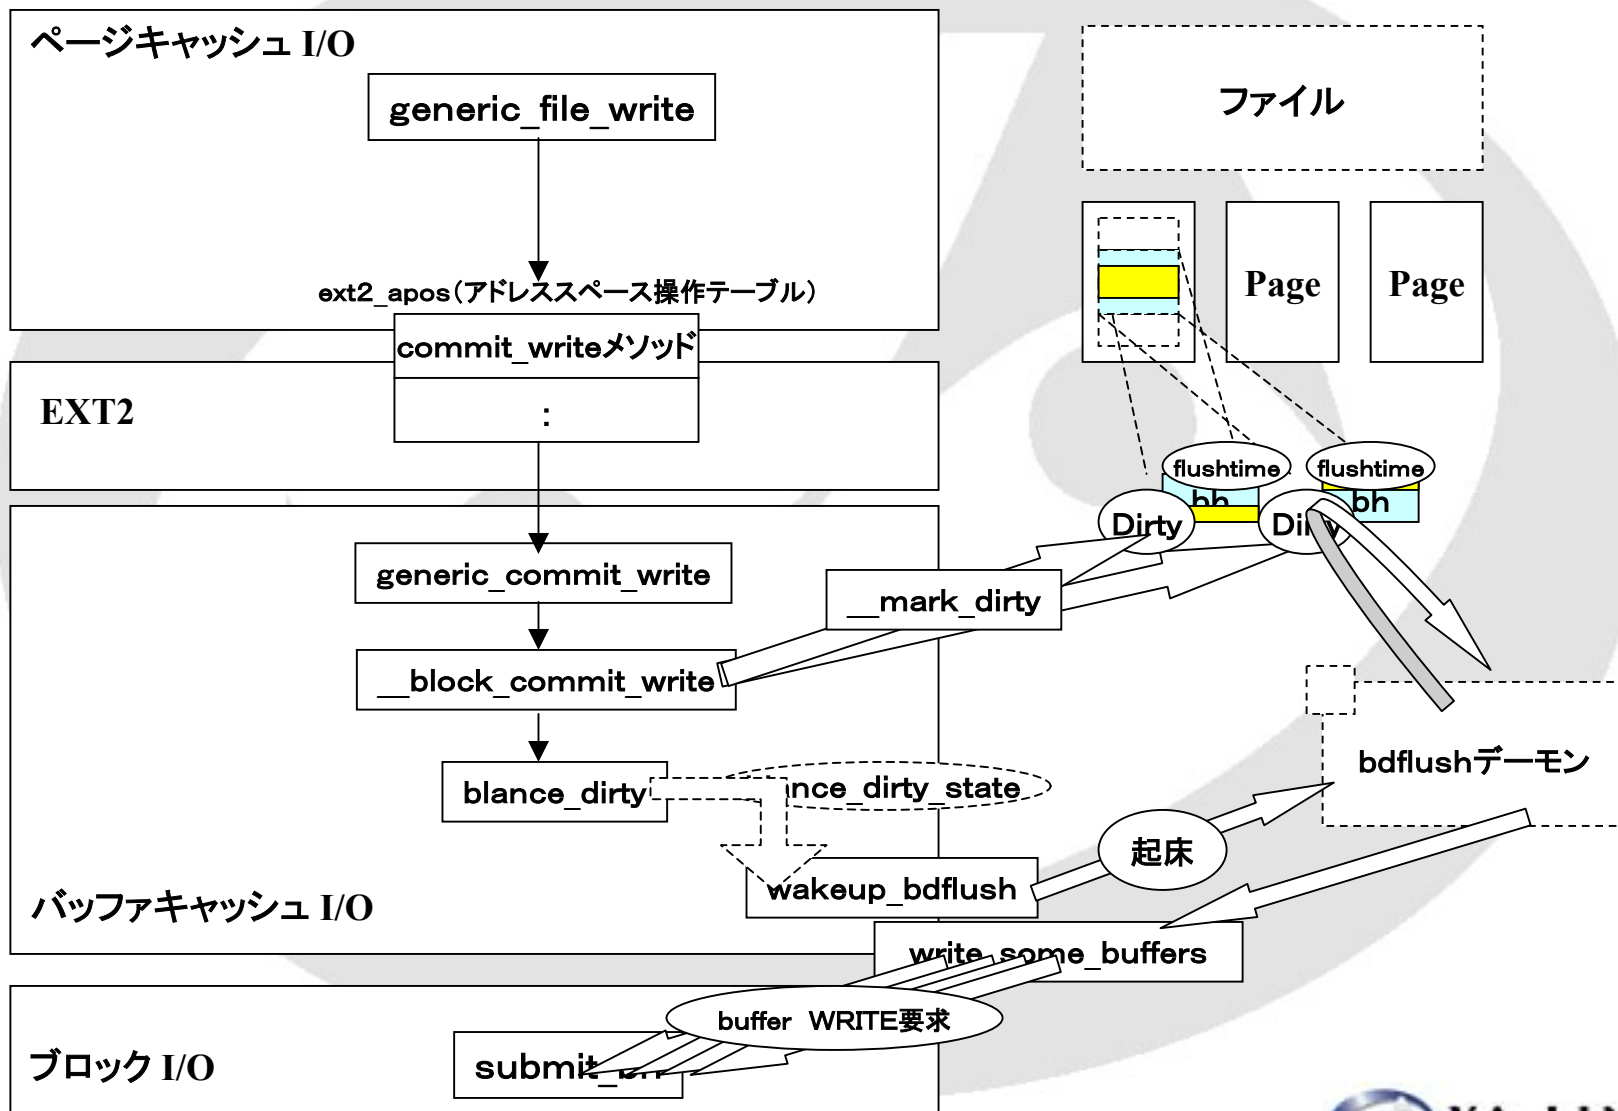 ページキャッシュ I/O
generic_file_write
ext2_apos(アドレススペース操作テーブル)
commit_writeメソッド
:
EXT2
generic_commit_write
__block_commit_write
__mark_dirty
blance_dirty
nce_dirty_state
wakeup_bdflush
write_some_buffers
バッファキャッシュ I/O
buffer WRITE要求
ブロック I/O
ファイル
Page
Page
flushtime
flushtime
bh
bh
Dirty
Dirty
bdflushデーモン
起床